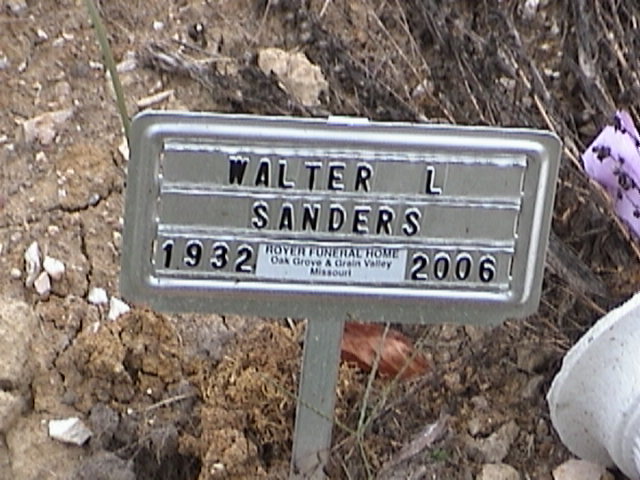 WALTER L
SANDERS
1932 2006
ROYER FUNERAL HOME
Oak Grove & Grain Valley
Missouri